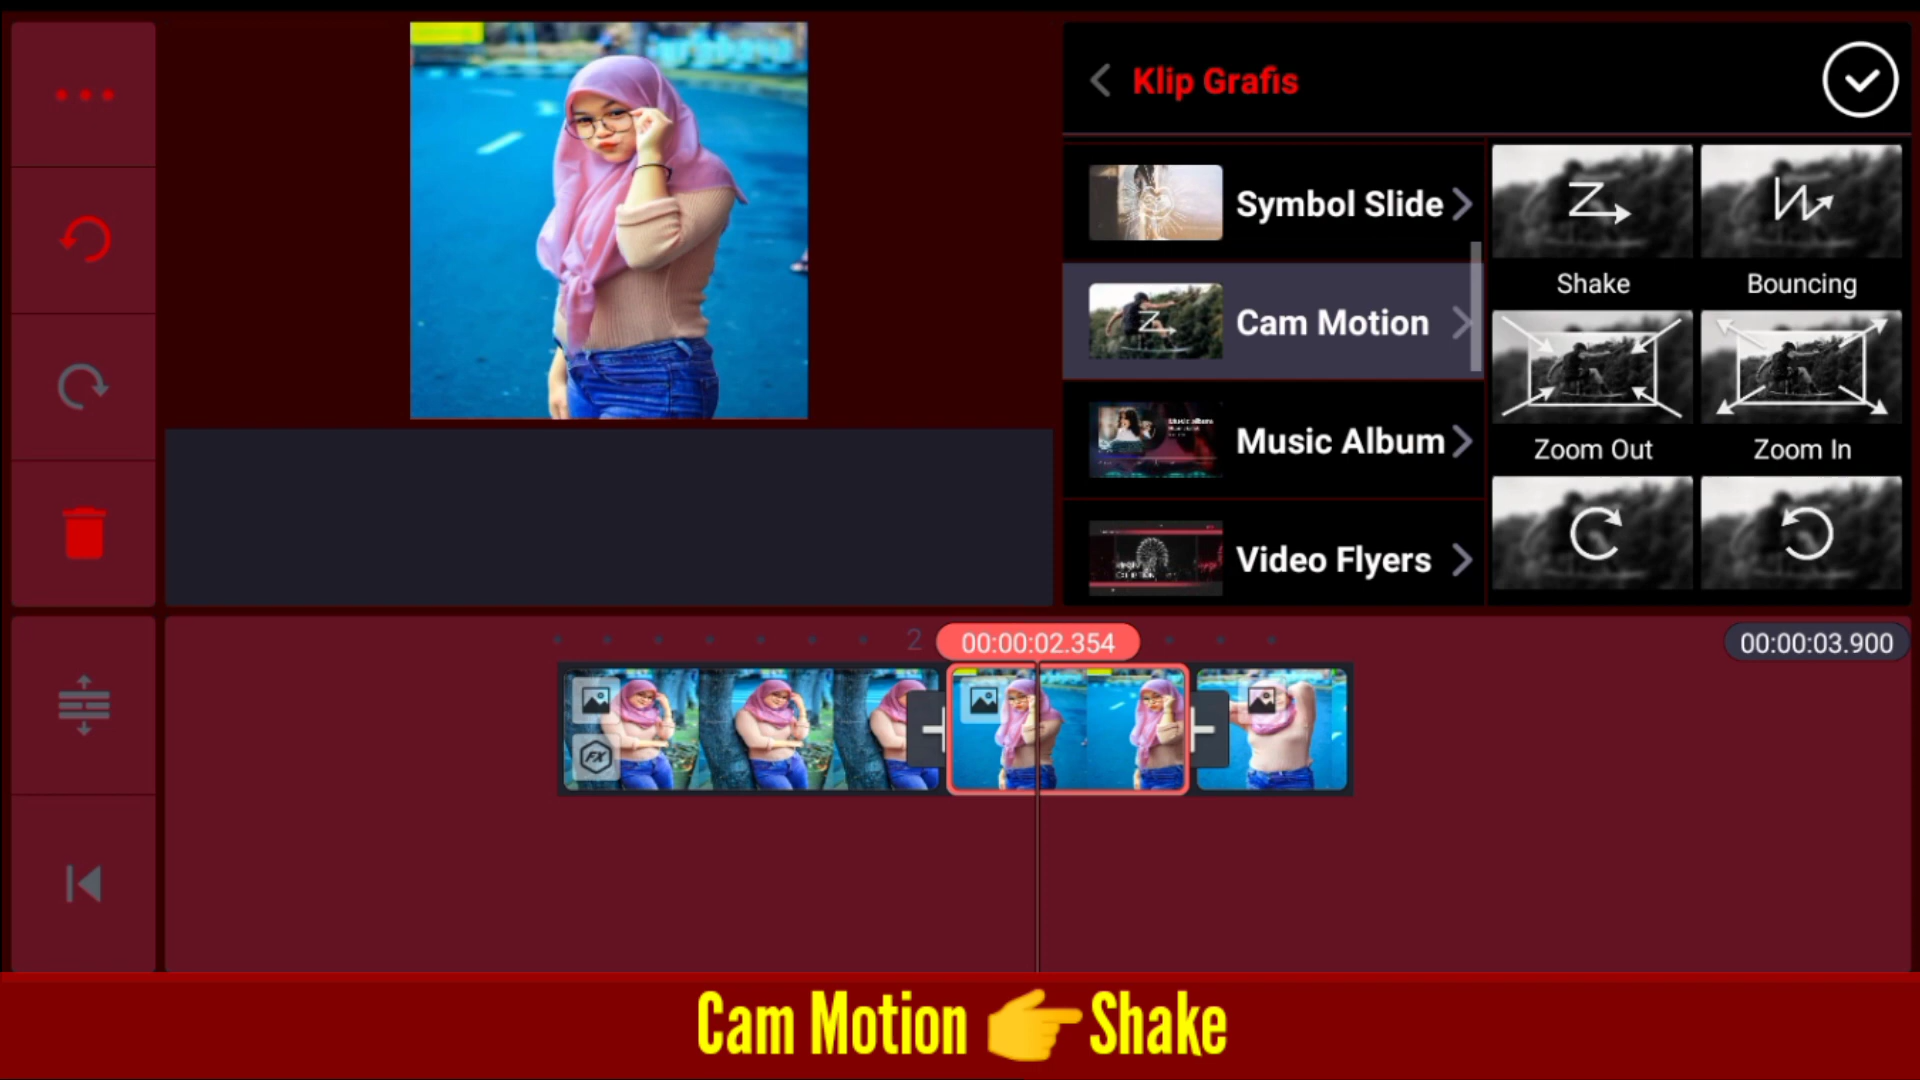 Klip Grafis
Symbol Slide
Cam Motion
Music Album
Video Flyers
Shake
Bouncing
Zoom Out
Zoom In
2
00:00:02.354
00:00:03.900
FX
Cam Motion 👉 Shake